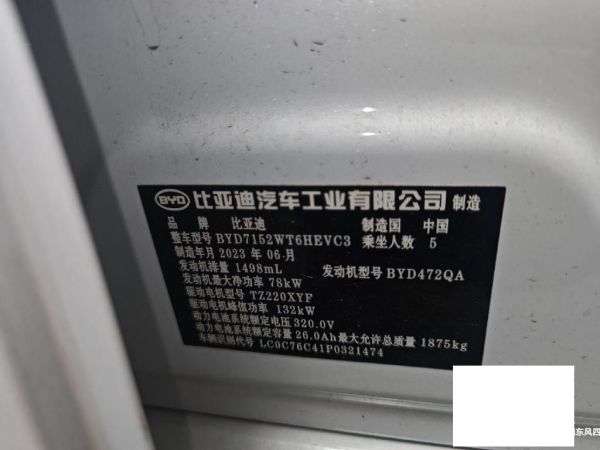 BYD 比亚迪汽车工业有限公司 制造
品 牌 比亚迪 制造国 中国
整车型号 BYD7152WT6HEVC3 乘坐人数 5
制造年月 2023 年 06 月
发动机排量 1498mL 发动机型号 BYD472QA
发动机最大净功率 78kW
驱动电机型号 TZ220XYF
驱动电机峰值功率 132kW
动力电池系统额定电压 320.0V
动力电池系统额定容量 26.0Ah 最大允许总质量 1875kg
车辆识别代号 LC0C76C41P0321474
东风四